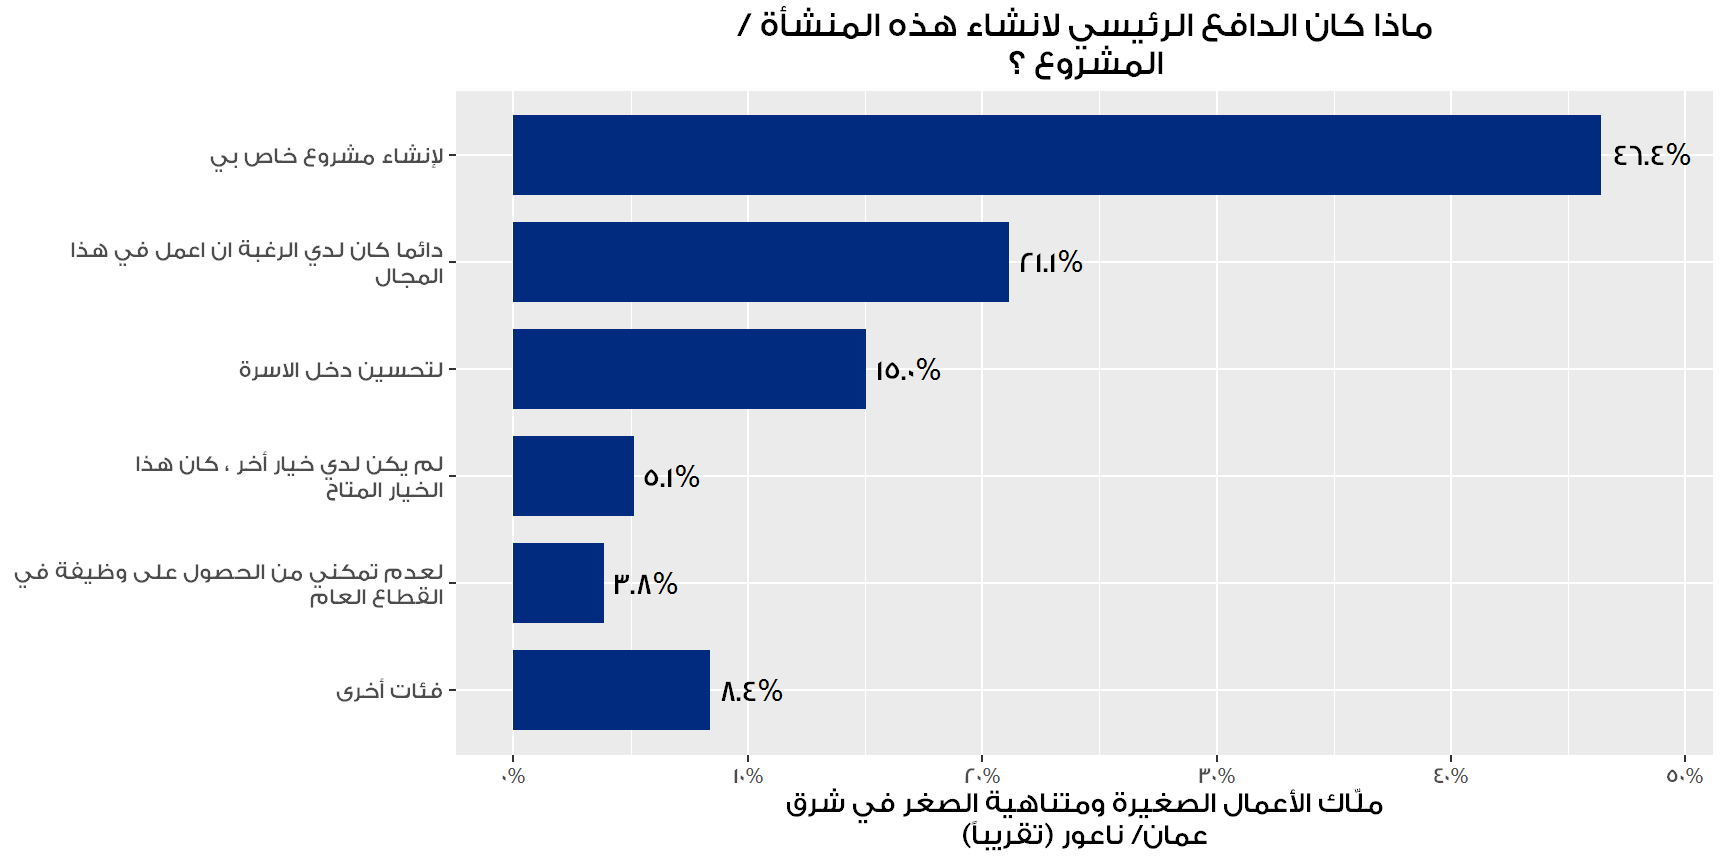 ماذا كان الدافع الرئيسي لانشاء هذه المنشأة /
المشروع ؟
لإنشاء مشروع خاص بي
٤٦.٤%
دائما كان لدي الرغبة ان اعمل في هذا
المجال
٢١.١%
لتحسين دخل الاسرة
١٥.٠%
لم يكن لدي خيار أخر ، كان هذا
الخيار المتاح
٥.١%
لعدم تمكني من الحصول على وظيفة في
القطاع العام
٣.٨%
فئات أخرى
٨.٤%
٠%
١٠%
٢٠%
٣٠%
٤٠%
٥٠%
ملّاك الأعمال الصغيرة ومتناهية الصغر في شرق
عمان/ ناعور (تقريباً)